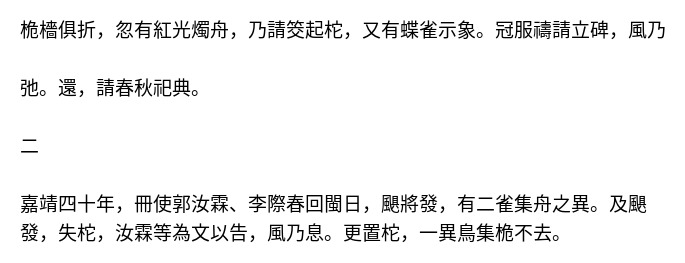 桅檣俱折，忽有紅光燭舟，乃請筊起柁，又有蝶雀示象。冠服禱請立碑，風乃
弛。還，請春秋祀典。
二
嘉靖四十年，冊使郭汝霖、李際春回閩日，颶將發，有二雀集舟之異。及颶
發，失柁，汝霖等為文以告，風乃息。更置柁，一異鳥集桅不去。